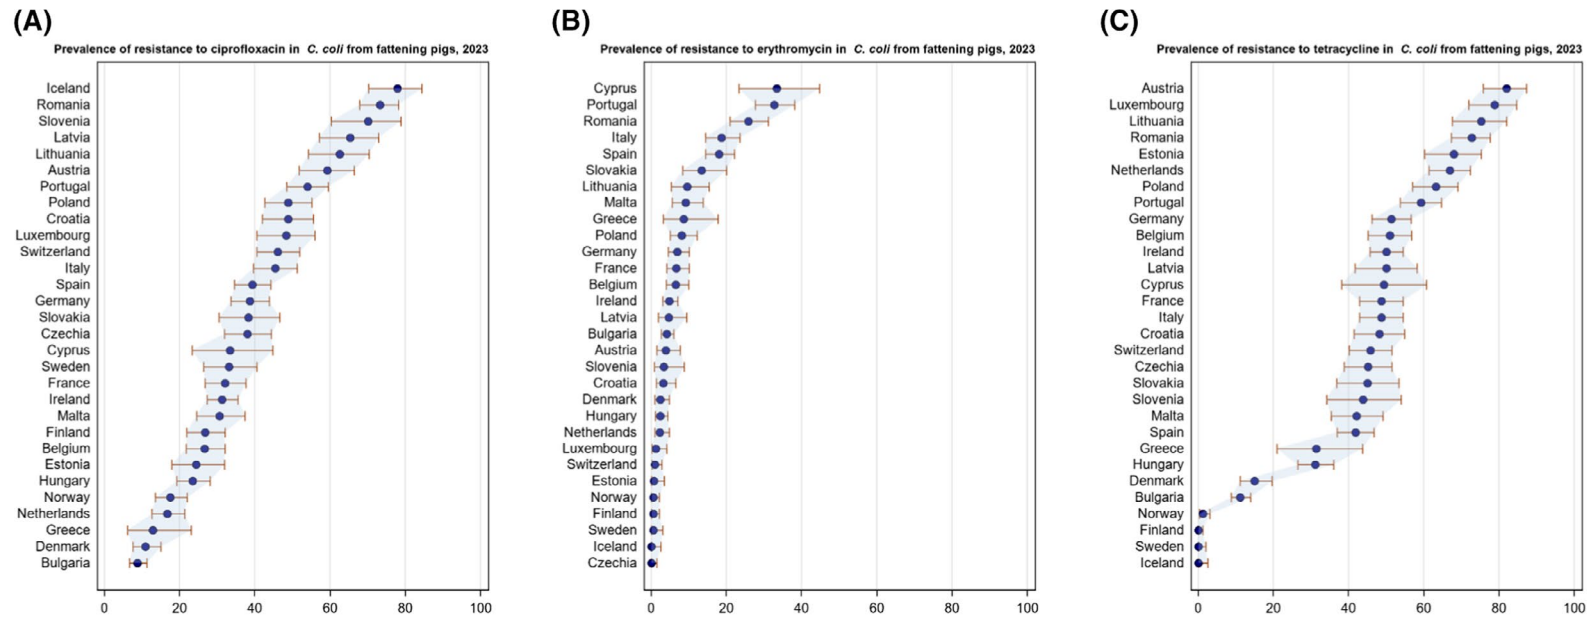 (A)
Prevalence of resistance to ciprofloxacin in C. coli from fattening pigs, 2023
Iceland
Romania
Slovenia
Latvia
Lithuania
Austria
Portugal
Poland
Croatia
Luxembourg
Switzerland
Italy
Spain
Germany
Slovakia
Czechia
Cyprus
Sweden
France
Ireland
Malta
Finland
Belgium
Estonia
Hungary
Norway
Netherlands
Greece
Denmark
Bulgaria
0 20 40 60 80 100
(B)
Prevalence of resistance to erythromycin in C. coli from fattening pigs, 2023
Cyprus
Portugal
Romania
Italy
Spain
Slovakia
Lithuania
Malta
Greece
Poland
Germany
France
Belgium
Ireland
Latvia
Bulgaria
Austria
Slovenia
Croatia
Denmark
Hungary
Netherlands
Luxembourg
Switzerland
Estonia
Norway
Finland
Sweden
Iceland
Czechia
0 20 40 60 80 100
(C)
Prevalence of resistance to tetracycline in C. coli from fattening pigs, 2023
Austria
Luxembourg
Lithuania
Romania
Estonia
Netherlands
Poland
Portugal
Germany
Belgium
Ireland
Latvia
Cyprus
France
Italy
Croatia
Switzerland
Czechia
Slovakia
Slovenia
Malta
Spain
Greece
Hungary
Denmark
Bulgaria
Norway
Finland
Sweden
Iceland
0 20 40 60 80 100